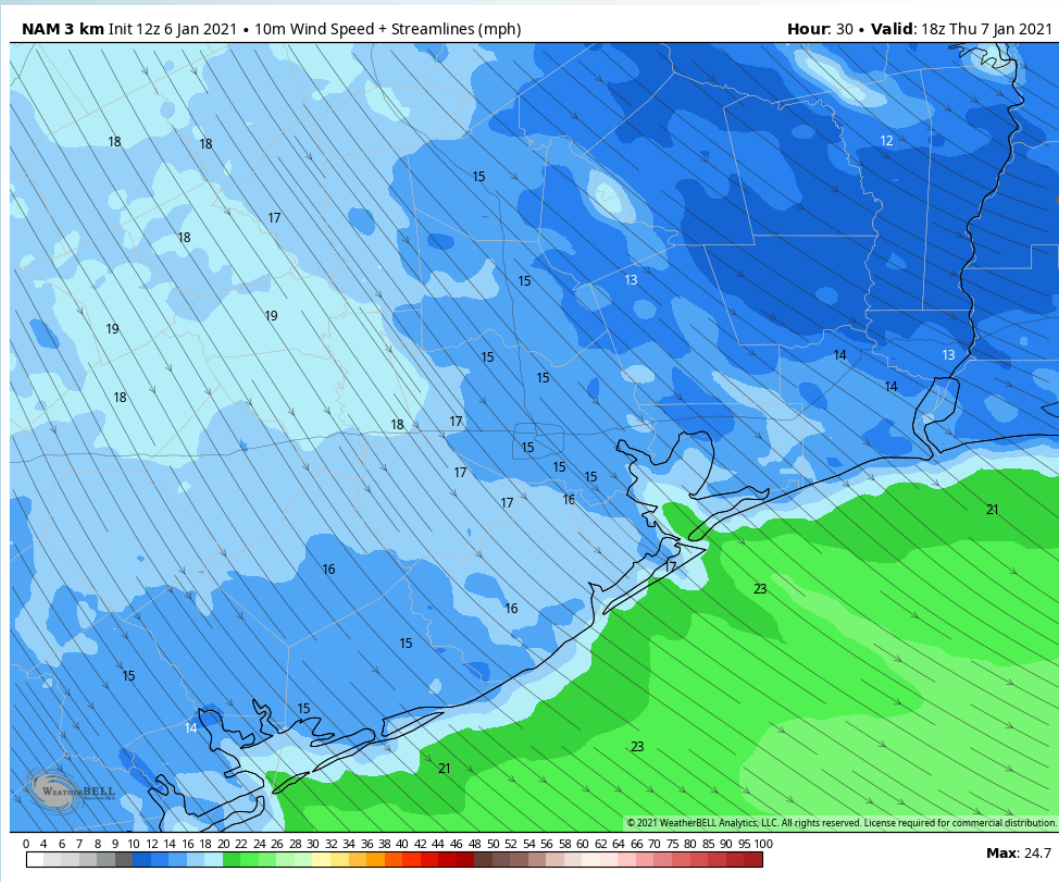 NAM 3 km Init 12z 6 Jan 2021 • 10m Wind Speed + Streamlines (mph) Hour: 30 • Valid: 18z Thu 7 Jan 2021
18 18 12
15
17
18
15 13
19
19
15 14 13
15 14
18
18 17
15
17 15 15
17 16
21
17
16
23
16
15
15
15
14
23
21
WEATHERBELL
© 2021 WeatherBELL Analytics, LLC. All rights reserved. License required for commercial distribution.
0 4 6 7 8 9 10 12 14 16 18 20 22 24 26 28 30 32 34 36 38 40 42 44 46 48 50 52 54 56 58 60 62 64 66 70 75 80 85 90 95 100
Max: 24.7